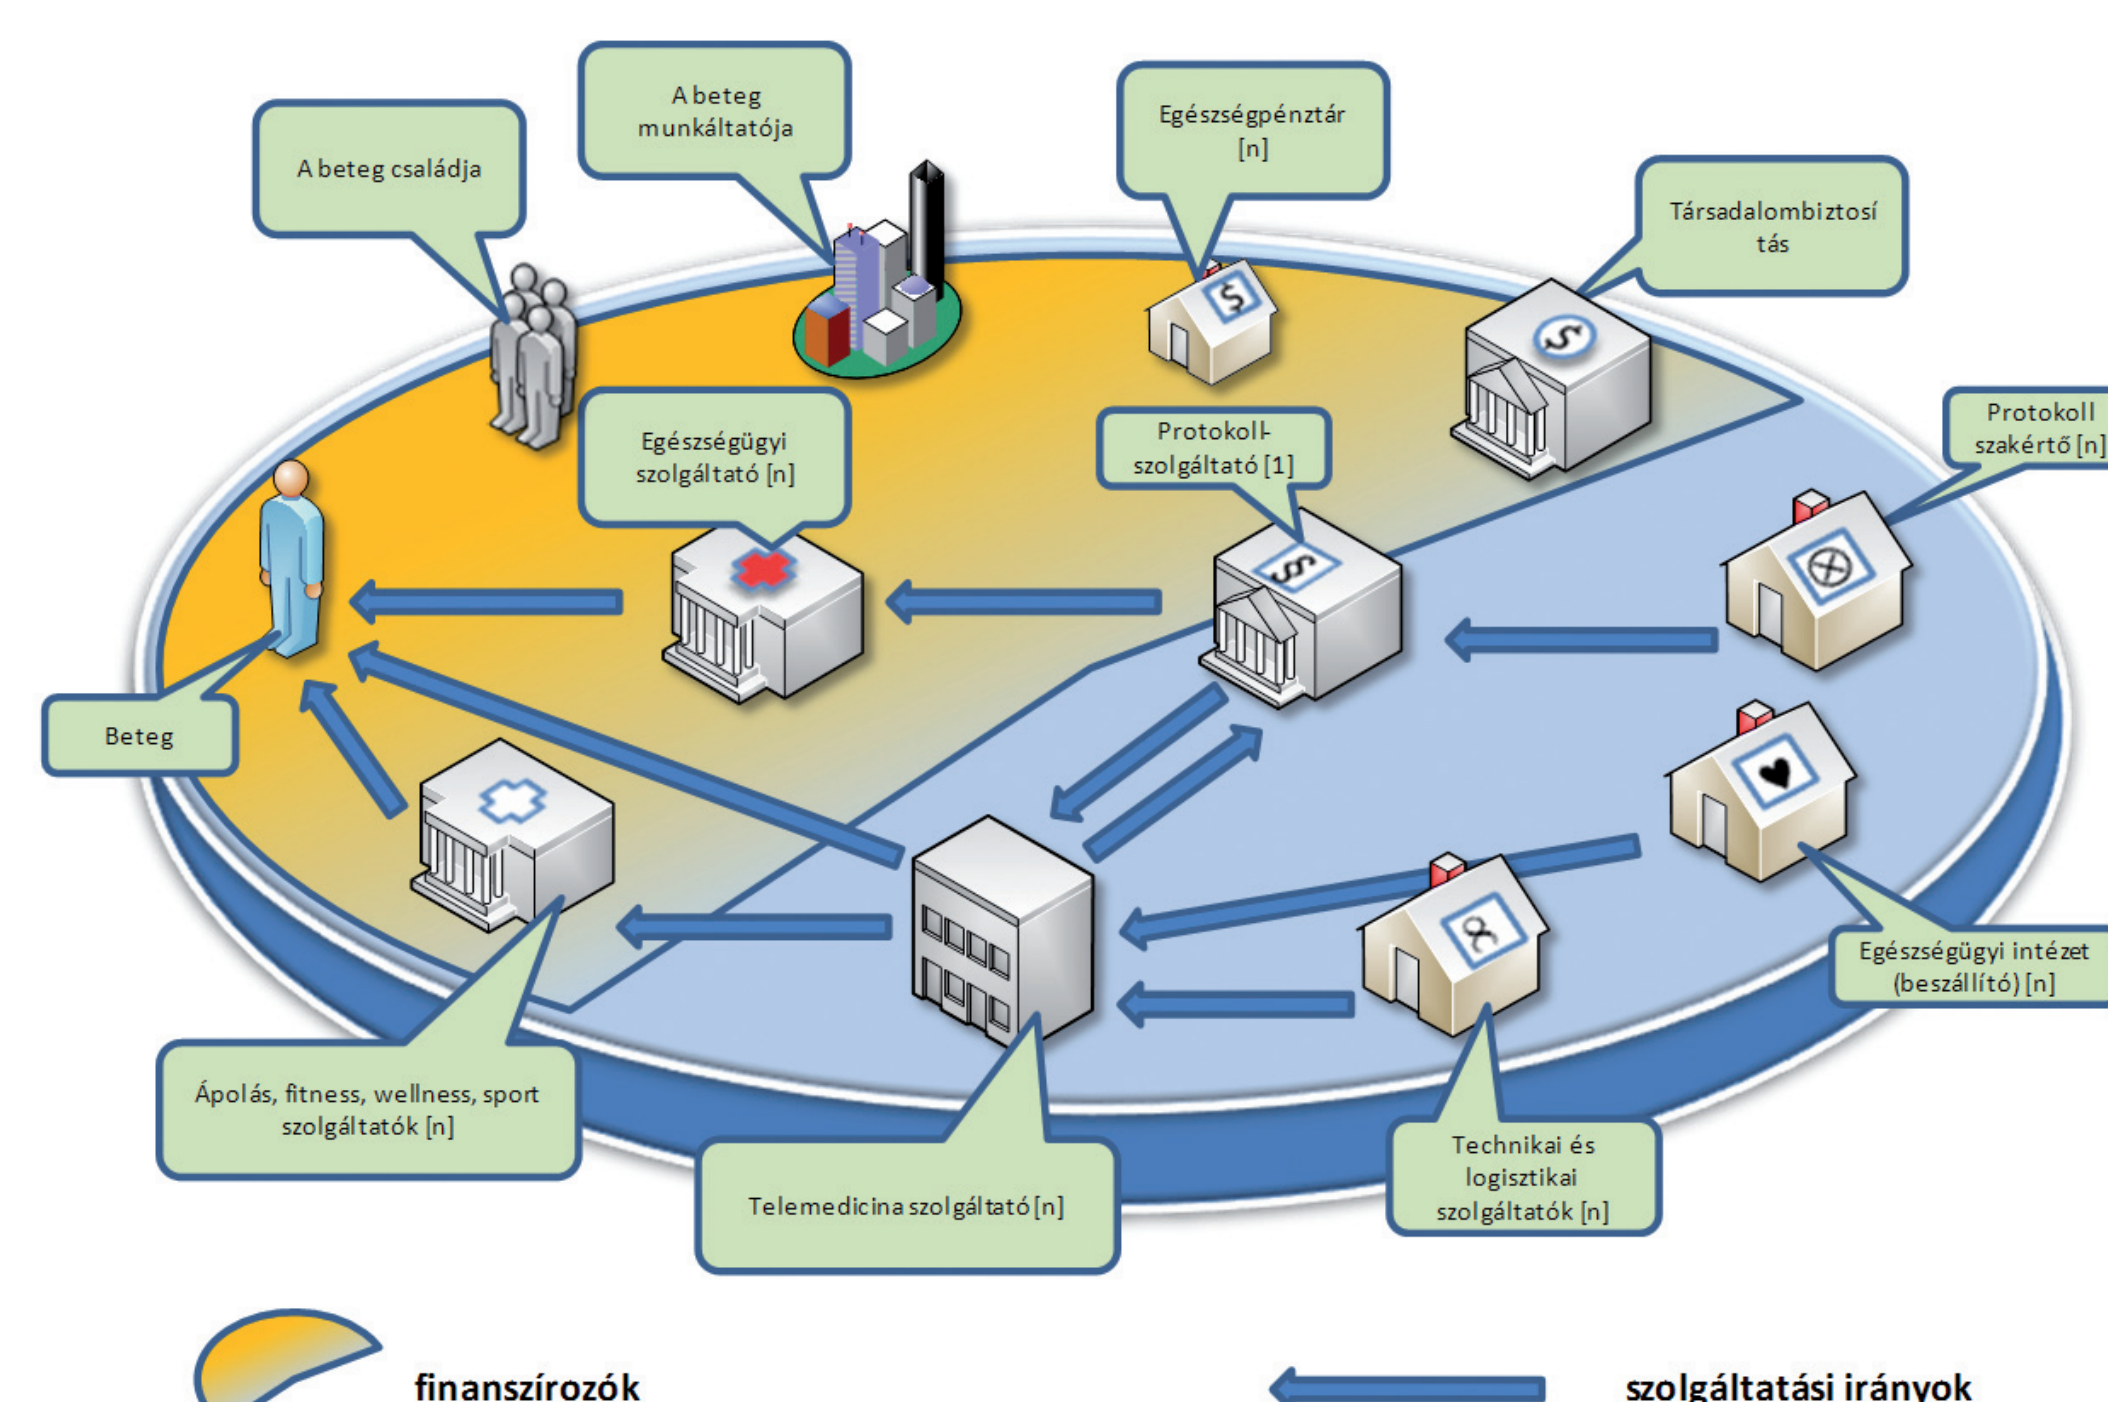 A beteg családja
A beteg
munkáltatója
Egészségpénztár
[n]
Társadalombiztosí
tás
Protokoll
szakértő [n]
Egészségügyi
szolgáltató [n]
Protokoll-
szolgáltató [1]
Beteg
Egészségügyi intézet
(beszállító) [n]
Ápolás, fitness, wellness, sport
szolgáltatók [n]
Telemedicina szolgáltató [n]
Technikai és
logisztikai
szolgáltatók [n]
finanszírozók
szolgáltatási irányok